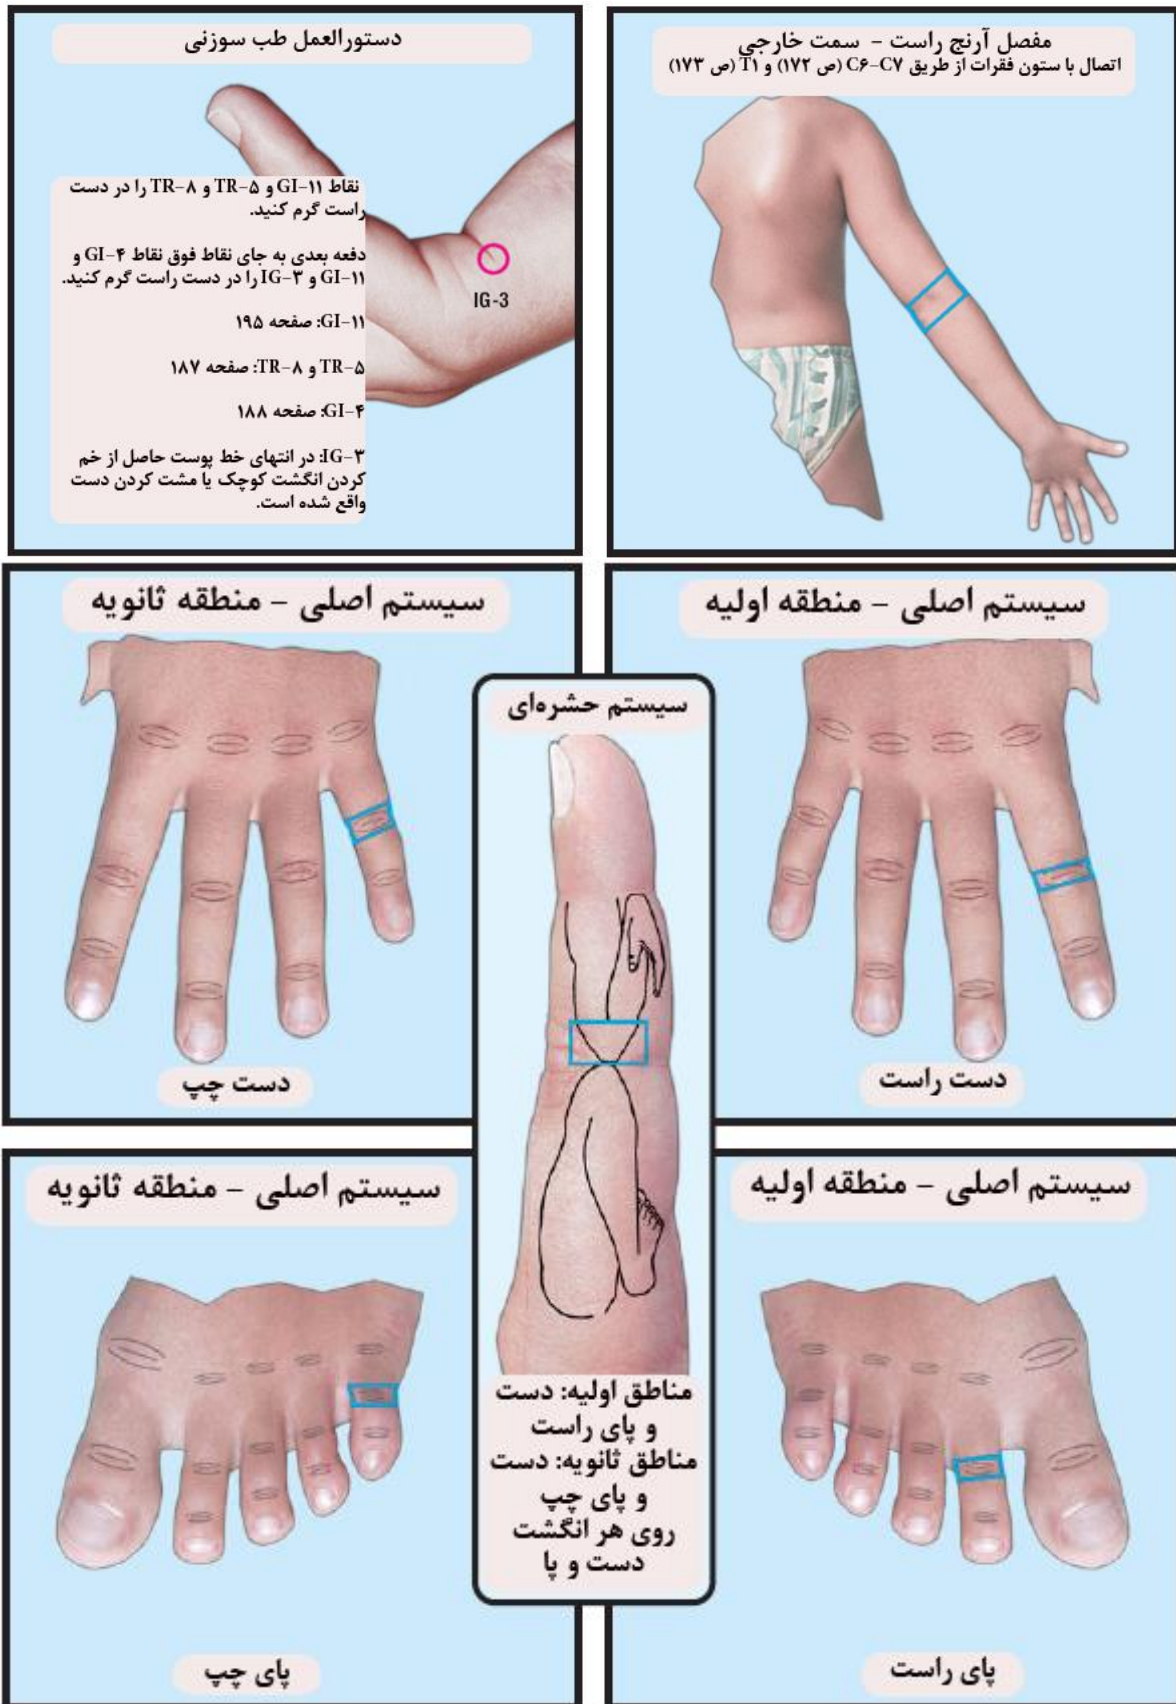 مفصل آرنج راست - سمت خارجی
اتصال با ستون فقرات از طریق C۶-C۷ (ص ۱۷۲) و T۱ (ص ۱۷۳)
دستورالعمل طب سوزنی
نقاط GI-۱۱ و TR-۵ و TR-۸ را در دست
راست گرم کنید.
دفعه بعدی به جای نقاط فوق نقاط GI-۴ و
GI-۱۱ و IG-۳ را در دست راست گرم کنید.
GI-۱۱: صفحه ۱۹۵
TR-۵ و TR-۸: صفحه ۱۸۷
GI-۴: صفحه ۱۸۸
IG-۳: در انتهای خط پوست حاصل از خم
کردن انگشت کوچک یا مشت کردن دست
واقع شده است.
IG-3
سیستم اصلی - منطقه اولیه
دست راست
سیستم اصلی - منطقه ثانویه
دست چپ
سیستم حشره‌ای
مناطق اولیه: دست
و پای راست
مناطق ثانویه: دست
و پای چپ
روی هر انگشت
دست و پا
سیستم اصلی - منطقه اولیه
پای راست
سیستم اصلی - منطقه ثانویه
پای چپ